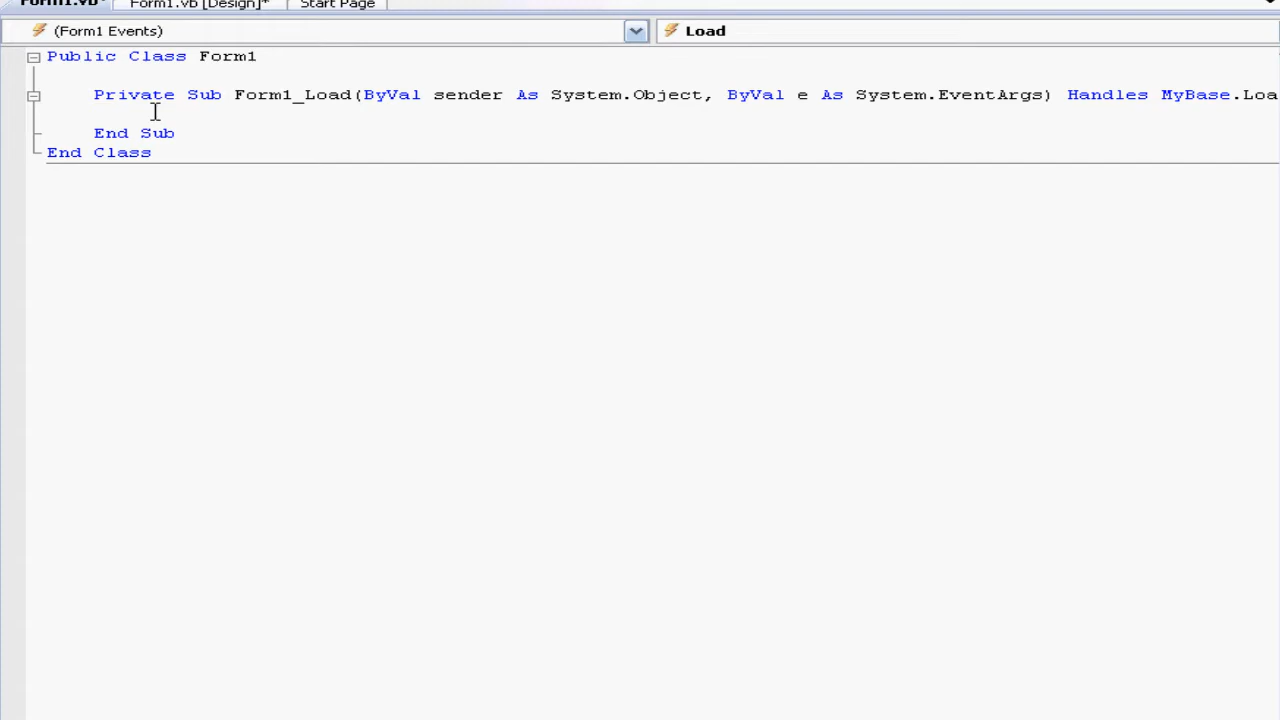 Form1.vb* Form1.vb [Design]* Start Page
(Form1 Events) Load
Public Class Form1
Private Sub Form1_Load(ByVal sender As System.Object, ByVal e As System.EventArgs) Handles MyBase.Loa
End Sub
End Class